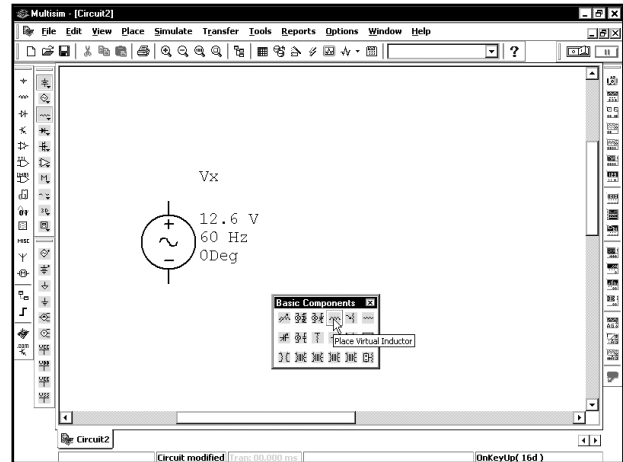 Multisim - [Circuit2]
File Edit View Place Simulate Transfer Tools Reports Options Window Help
?
MISC
Vx
12.6 V
60 Hz
0Deg
Basic Components
Place Virtual Inductor
Circuit2
Circuit modified Tran: 00.000 ms OnKeyUp( 16d )